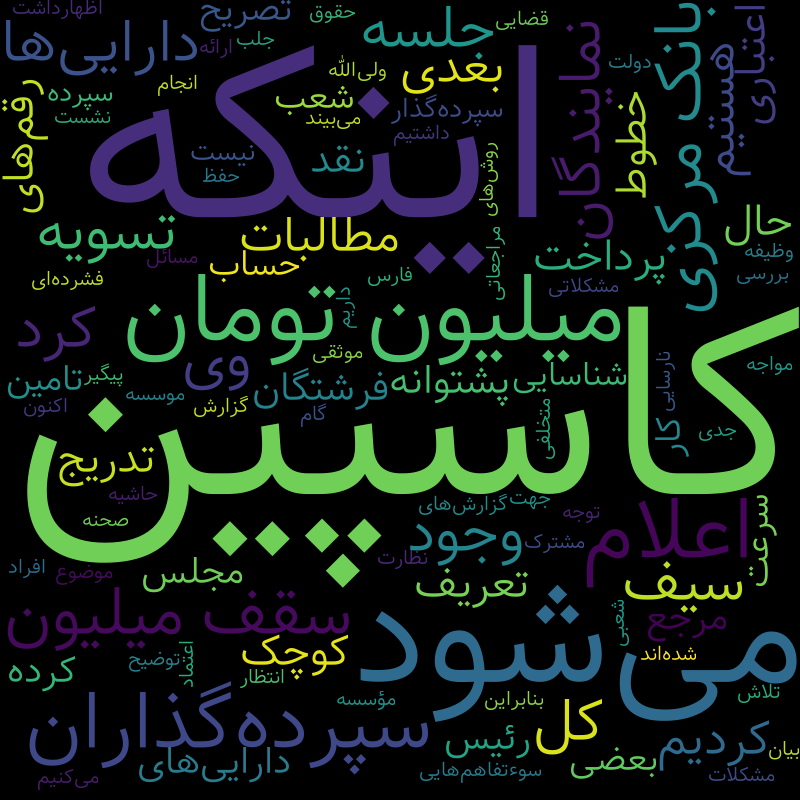 اظهارداشت
تصریح
حقوق
قضایی
بانک مرکزی
اعتباری
دارایی‌ها
ارائه
جلب
جلسه
نمایندگان
دولت
هستیم
رقم‌های
سپرده
انجام
ولی‌الله
بعدی
نشست
شعب
می‌بیند
سپرده‌گذار
داشتیم
خطوط
اینکه
نیست
حفظ
نقد
روش‌های
حال
تسویه
مطالبات
مراجعاتی
پرداخت
وظیفه
مسائل
حساب
فارس
مشکلاتی
بررسی
فشرده‌ای
کرد
میلیون تومان
داریم
موثقی
وی
پیگیر
تامین
موسسه
فرشتگان
پشتوانه
شناسایی
نارسایی
مواجه
اکنون
گزارش
گام
متخلفی
کار
جدی
کاسپین
تدریج
حاشیه
صحنه
گزارش‌های
جهت
توجه
اعلام
سرعت
وجود
مشترک
نظارت
افراد
موضوع
مجلس
تعریف
سیف
سقف میلیون
می‌شود
شعبی
مرجع
کوچک
اعتماد
توضیح
کرده
انتظار
شده‌اند
مؤسسه
بنابراین
تلاش
سپرده‌گذاران
رئیس
کل
کردیم
بیان
دارایی‌های
سوءتفاهم‌هایی
بعضی
مشکلات
می‌کنیم